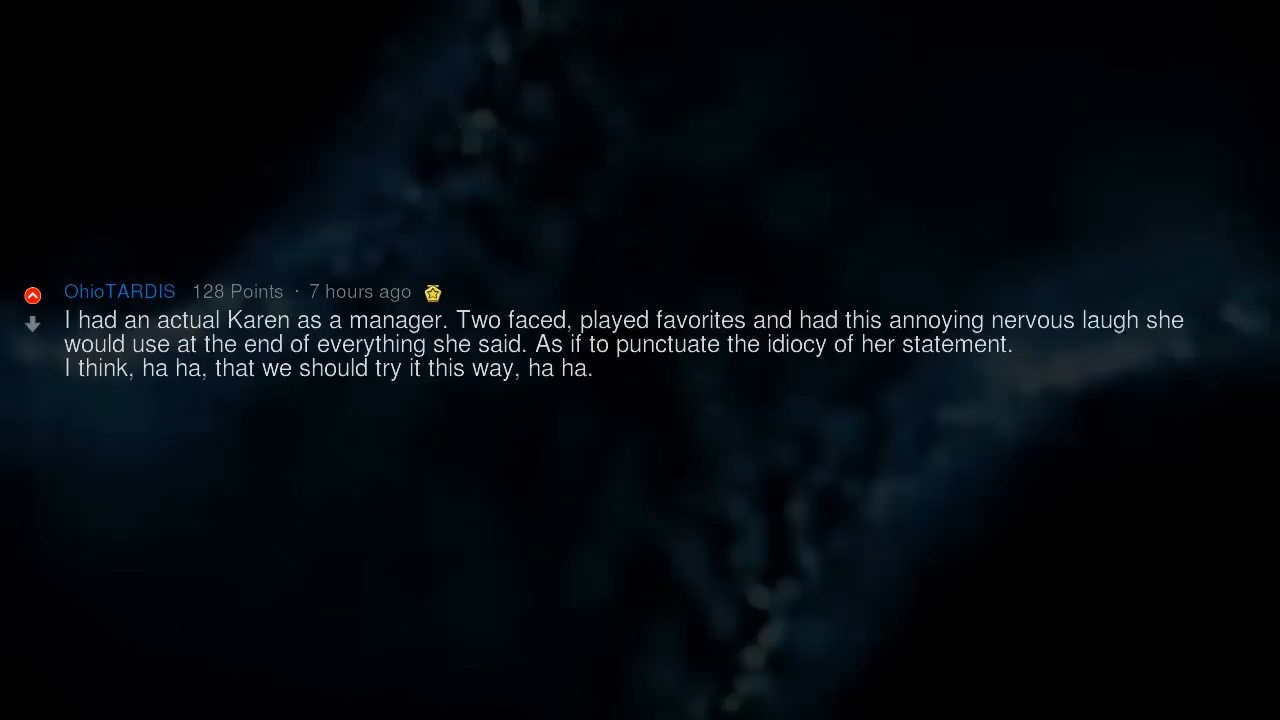 OhioTARDIS 128 Points · 7 hours ago
I had an actual Karen as a manager. Two faced, played favorites and had this annoying nervous laugh she
would use at the end of everything she said. As if to punctuate the idiocy of her statement.
I think, ha ha, that we should try it this way, ha ha.